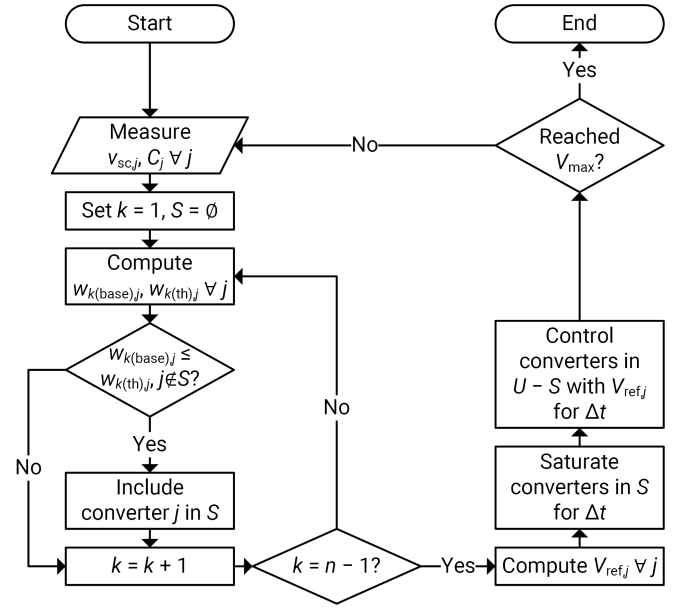 Start
Measure
v_sc,j, C_j ∀ j
Set k = 1, S = ∅
Compute
w_k(base),j, w_k(th),j ∀ j
w_k(base),j ≤
w_k(th),j, j∉S?
Yes
No
Include
converter j in S
k = k + 1
k = n − 1?
No
Yes
Compute V_ref,j ∀ j
Saturate
converters in S
for Δt
Control
converters in
U − S with V_ref,j
for Δt
Reached
V_max?
No
Yes
End